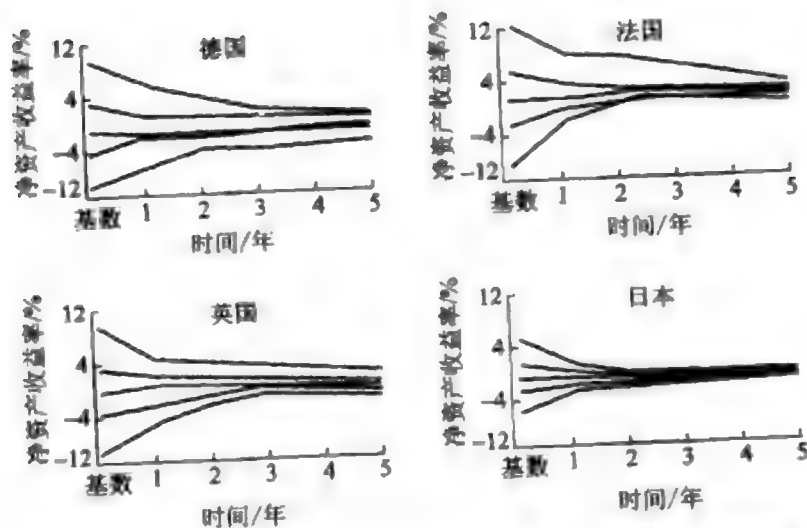 德国
净资产收益率/%
12
4
-4
-12
基数 1 2 3 4 5
时间/年
法国
净资产收益率/%
12
4
-4
-12
基数 1 2 3 4 5
时间/年
英国
净资产收益率/%
12
4
-4
-12
基数 1 2 3 4 5
时间/年
日本
净资产收益率/%
12
4
-4
-12
基数 1 2 3 4 5
时间/年